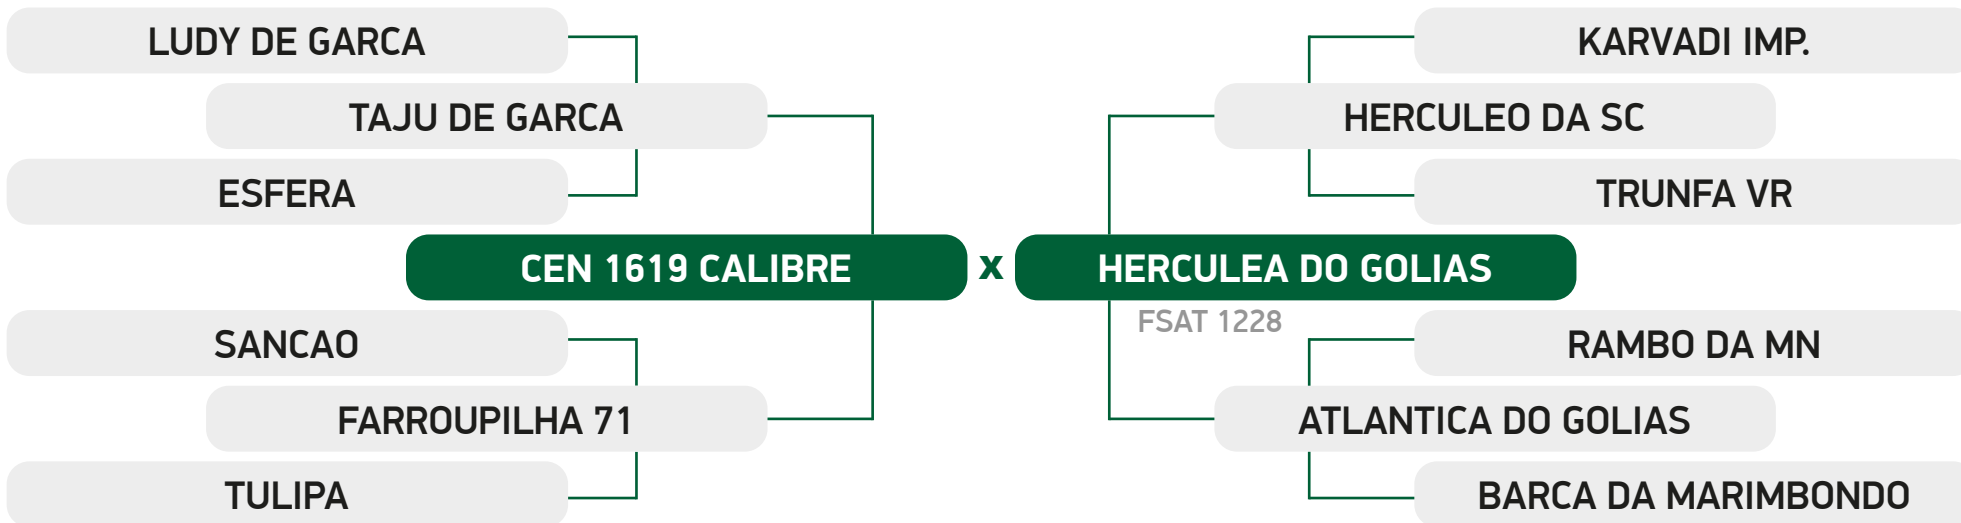 LUDY DE GARCA
KARVADI IMP.
TAJU DE GARCA
HERCULEO DA SC
ESFERA
TRUNFA VR
CEN 1619 CALIBRE x HERCULEA DO GOLIAS
FSAT 1228
SANCAO
RAMBO DA MN
FARROUPILHA 71
ATLANTICA DO GOLIAS
TULIPA
BARCA DA MARIMBONDO